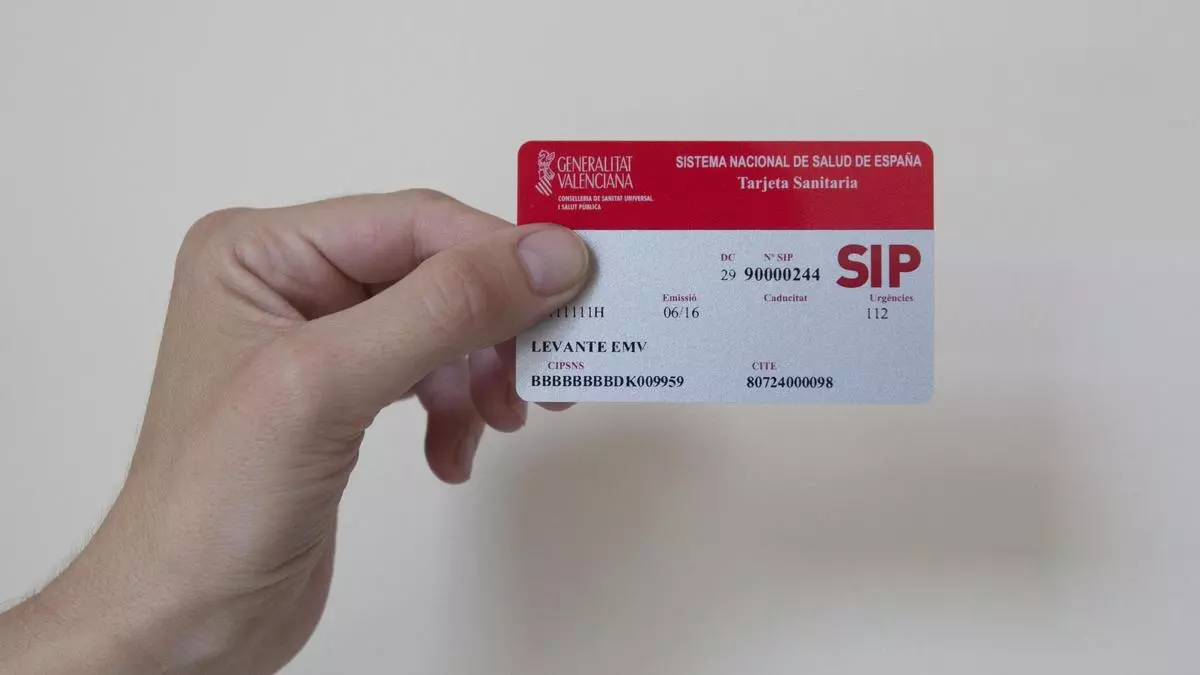 GENERALITAT
VALENCIANA
CONSELLERIA DE SANITAT UNIVERSAL
I SALUT PÚBLICA
SISTEMA NACIONAL DE SALUD DE ESPAÑA
Tarjeta Sanitaria
DC Nº SIP
29 90000244
SIP
Emissió Caducitat Urgències
11111H 06/16 112
LEVANTE EMV
CIPSNS CITE
BBBBBBBBDK009959 80724000098